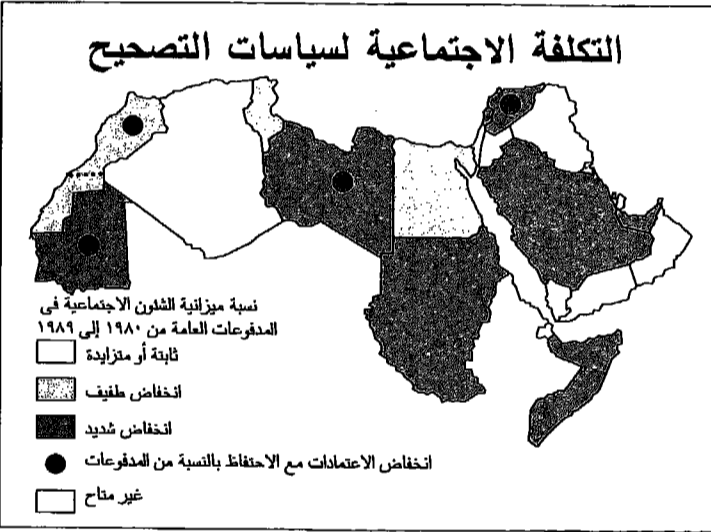 التكلفة الاجتماعية لسياسات التصحيح
نسبة ميزانية الشئون الاجتماعية فى
المدفوعات العامة من ١٩٨٠ إلى ١٩٨٩
ثابتة أو متزايدة
انخفاض طفيف
انخفاض شديد
انخفاض الاعتمادات مع الاحتفاظ بالنسبة من المدفوعات
غير متاح